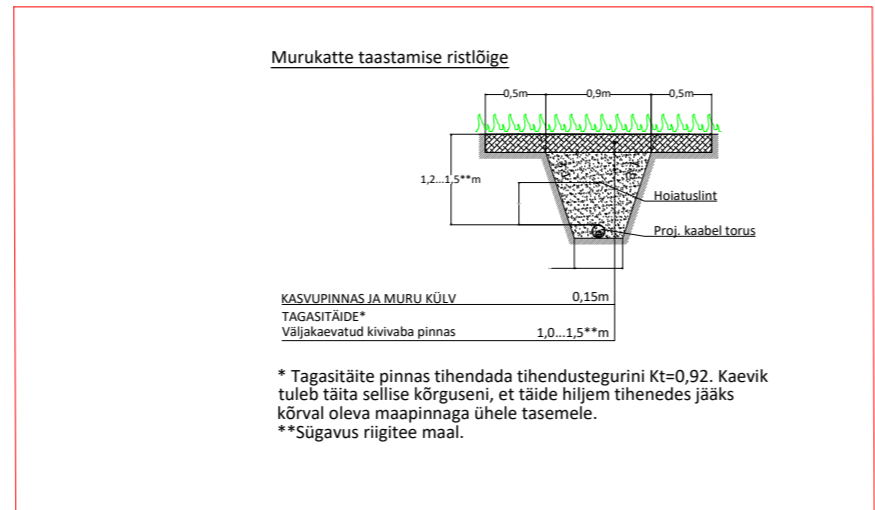 Murukatte taastamise ristlõige
0,5m 0,9m 0,5m
1,2...1,5**m
Hoiatuslint
Proj. kaabel torus
KASVUPINNAS JA MURU KÜLV 0,15m
TAGASITÄIDE*
Väljakaevatud kivivaba pinnas 1,0...1,5**m
* Tagasitäite pinnas tihendada tihendustegurini Kt=0,92. Kaevik
tuleb täita sellise kõrguseni, et täide hiljem tihenedes jääks
kõrval oleva maapinnaga ühele tasemele.
**Sügavus riigitee maal.